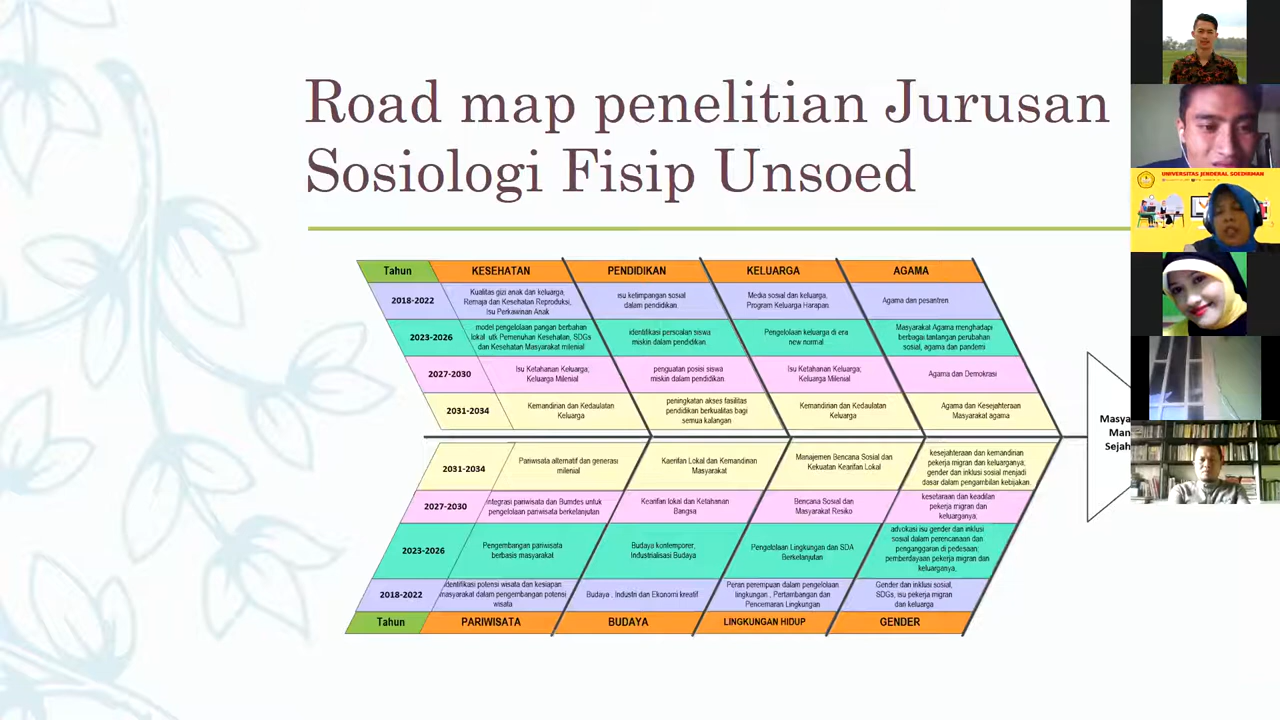 Road map penelitian Jurusan
Sosiologi Fisip Unsoed
UNIVERSITAS JENDERAL SOEDIRMAN
Tahun KESEHATAN PENDIDIKAN KELUARGA AGAMA
2018-2022
Kualitas gizi anak dan keluarga,
Remaja dan Kesehatan Reproduksi,
Isu Perkawinan Anak
isu ketimpangan sosial
dalam pendidikan
Media sosial dan keluarga,
Program Keluarga Harapan
Agama dan pesantren
2023-2026
model pengelolaan pangan berbahan
lokal utk Pemenuhan Kesehatan, SDGs
dan Kesehatan Masyarakat milenial
identifikasi persoalan siswa
miskin dalam pendidikan.
Pengelolaan keluarga di era
new normal
Masyarakat Agama menghadapi
berbagai tantangan perubahan
sosial, agama dan pandemi
2027-2030
Isu Ketahanan Keluarga;
Keluarga Milenial
penguatan posisi siswa
miskin dalam pendidikan
Isu Ketahanan Keluarga;
Keluarga Milenial
Agama dan Demokrasi
2031-2034
Kemandirian dan Kedaulatan
Keluarga
peningkatan akses fasilitas
pendidikan berkualitas bagi
semua kalangan
Kemandirian dan Kedaulatan
Keluarga
Agama dan Kesejahteraan
Masyarakat agama
Masya
Man
Sejah
2031-2034
Pariwisata alternatif dan generasi
milenial
Kaerifan Lokal dan Kemandinan
Masyarakat
Manajemen Bencana Sosial dan
Kekuatan Kearifan Lokal
kesejahteraan dan kemandirian
pekerja migran dan keluarganya,
gender dan inklusi sosial menjadi
dasar dalam pengambilan kebijakan.
2027-2030
integrasi pariwisata dan Bumdes untuk
pengelolaan pariwisata berkelanjutan
Kearifan lokal dan Ketahanan
Bangsa
Bencana Sosial dan
Masyarakat Resiko
kesetaraan dan keadilan
pekerja migran dan
keluarganya;
2023-2026
Pengembangan pariwisata
berbasis masyarakat
Budaya kontemporer,
Industrialisasi Budaya
Pengelolaan Lingkungan dan SDA
Berkelanjutan
advokasi isu gender dan inklusi
sosial dalam perencanaan dan
penganggaran di pedesaan;
pemberdayaan pekerja migran dan
keluarganya,
2018-2022
identifikasi potensi wisata dan kesiapan
masyarakat dalam pengembangan potensi
wisata
Budaya , Industri dan Ekonomi kreatif
Peran perempuan dalam pengelolaan
lingkungan , Pertambangan dan
Pencemaran Lingkungan
Gender dan inklusi sosial,
SDGs, isu pekerja migran
dan keluarga
Tahun PARIWISATA BUDAYA LINGKUNGAN HIDUP GENDER